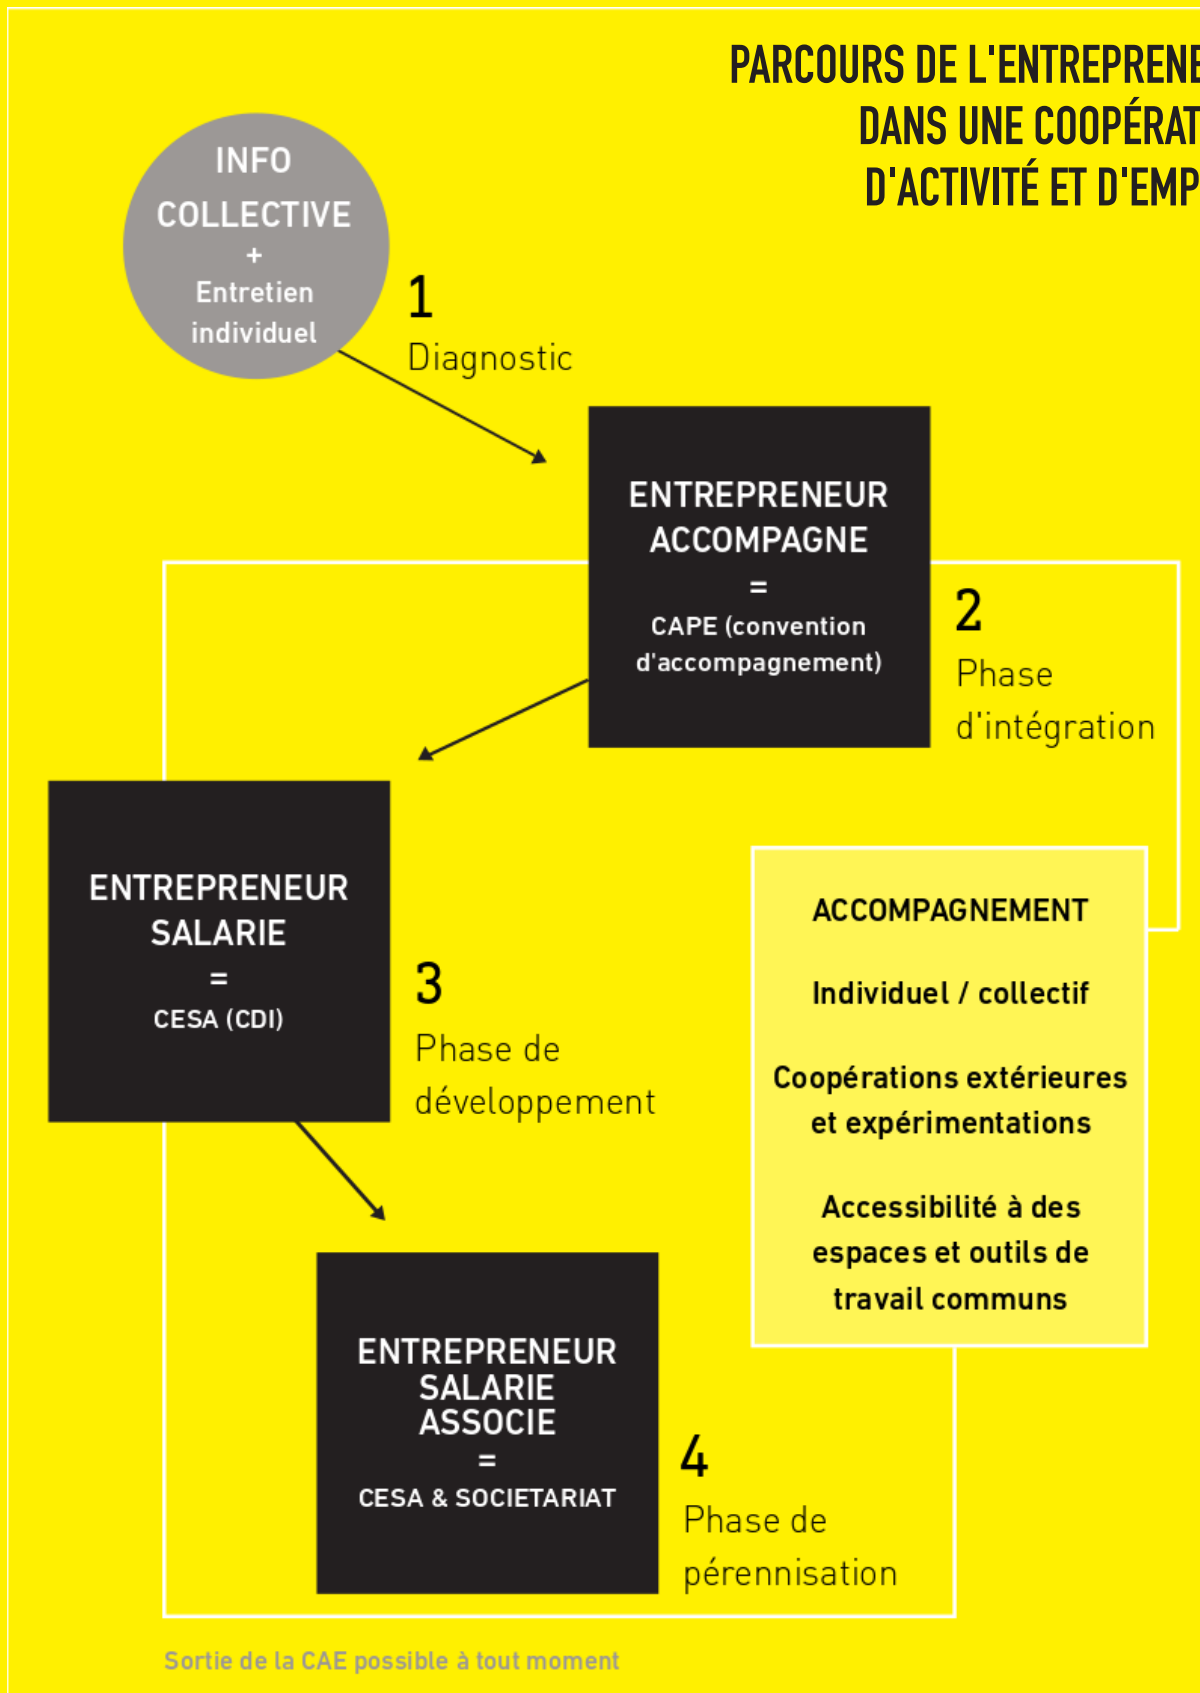 PARCOURS DE L'ENTREPRENE
DANS UNE COOPÉRAT
D'ACTIVITÉ ET D'EMP
INFO
COLLECTIVE
+
Entretien
individuel
1
Diagnostic
ENTREPRENEUR
ACCOMPAGNE
=
CAPE (convention
d'accompagnement)
2
Phase
d'intégration
ENTREPRENEUR
SALARIE
=
CESA (CDI)
3
Phase de
développement
ACCOMPAGNEMENT
Individuel / collectif
Coopérations extérieures
et expérimentations
Accessibilité à des
espaces et outils de
travail communs
ENTREPRENEUR
SALARIE
ASSOCIE
=
CESA & SOCIETARIAT
4
Phase de
pérennisation
Sortie de la CAE possible à tout moment